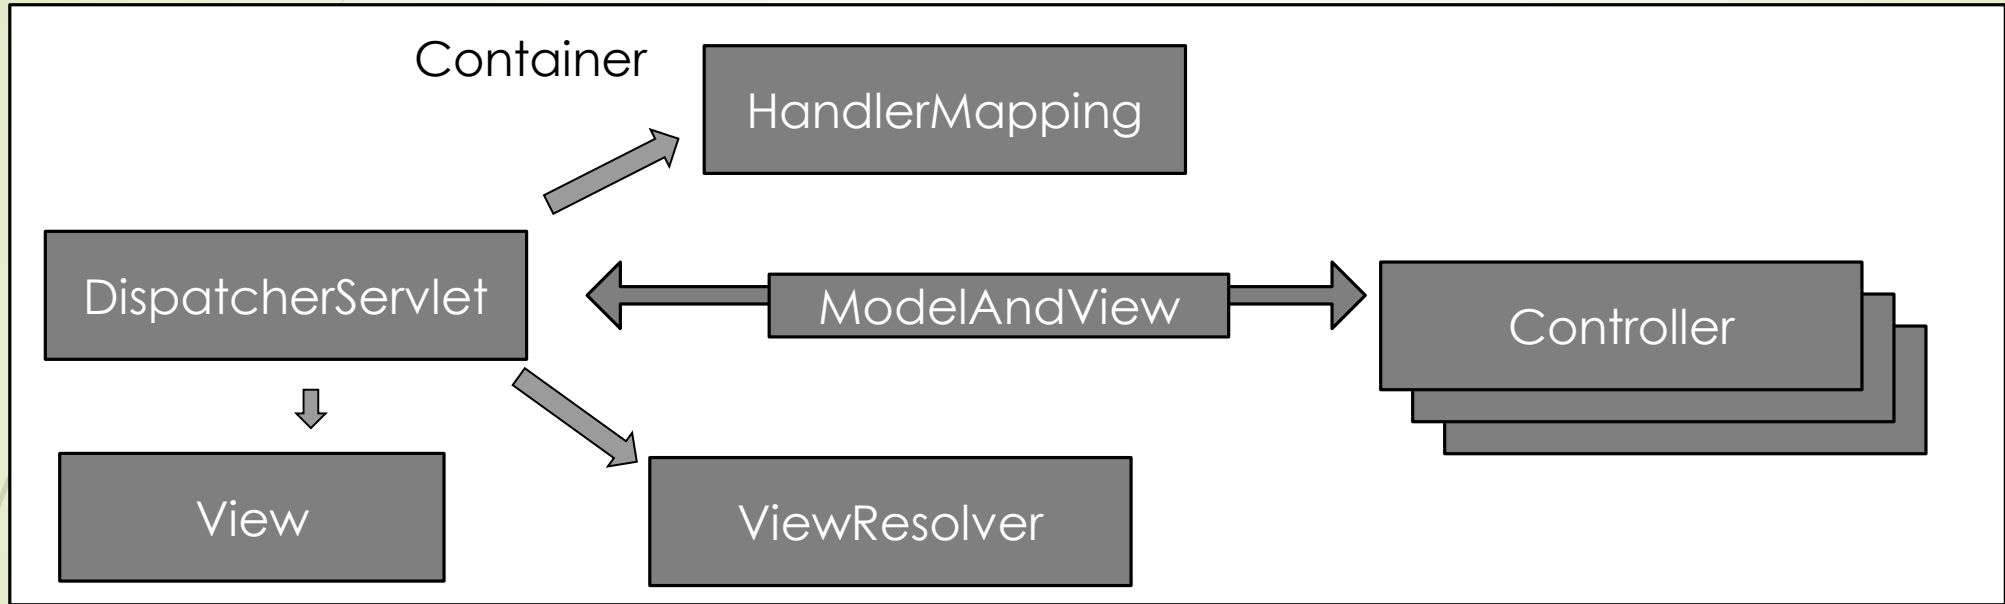 Container
HandlerMapping
DispatcherServlet
ModelAndView
Controller
View
ViewResolver